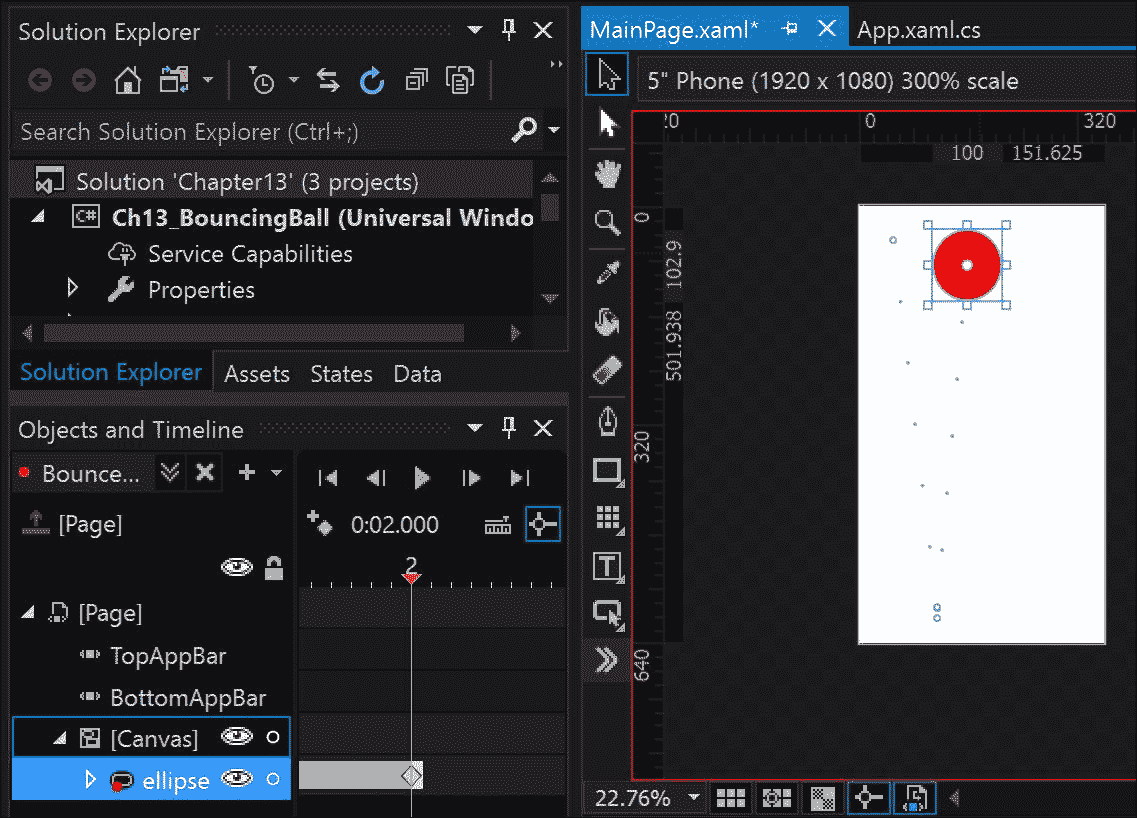 Solution Explorer
Search Solution Explorer (Ctrl+;)
Solution 'Chapter13' (3 projects)
C# Ch13_BouncingBall (Universal Windo
Service Capabilities
Properties
Solution Explorer Assets States Data
Objects and Timeline
Bounce...
[Page] 0:02.000
2
[Page]
TopAppBar
BottomAppBar
[Canvas]
ellipse
MainPage.xaml* App.xaml.cs
5" Phone (1920 x 1080) 300% scale
20 0 320
100 151.625
0
102.9
501.938
320
640
T
22.76%